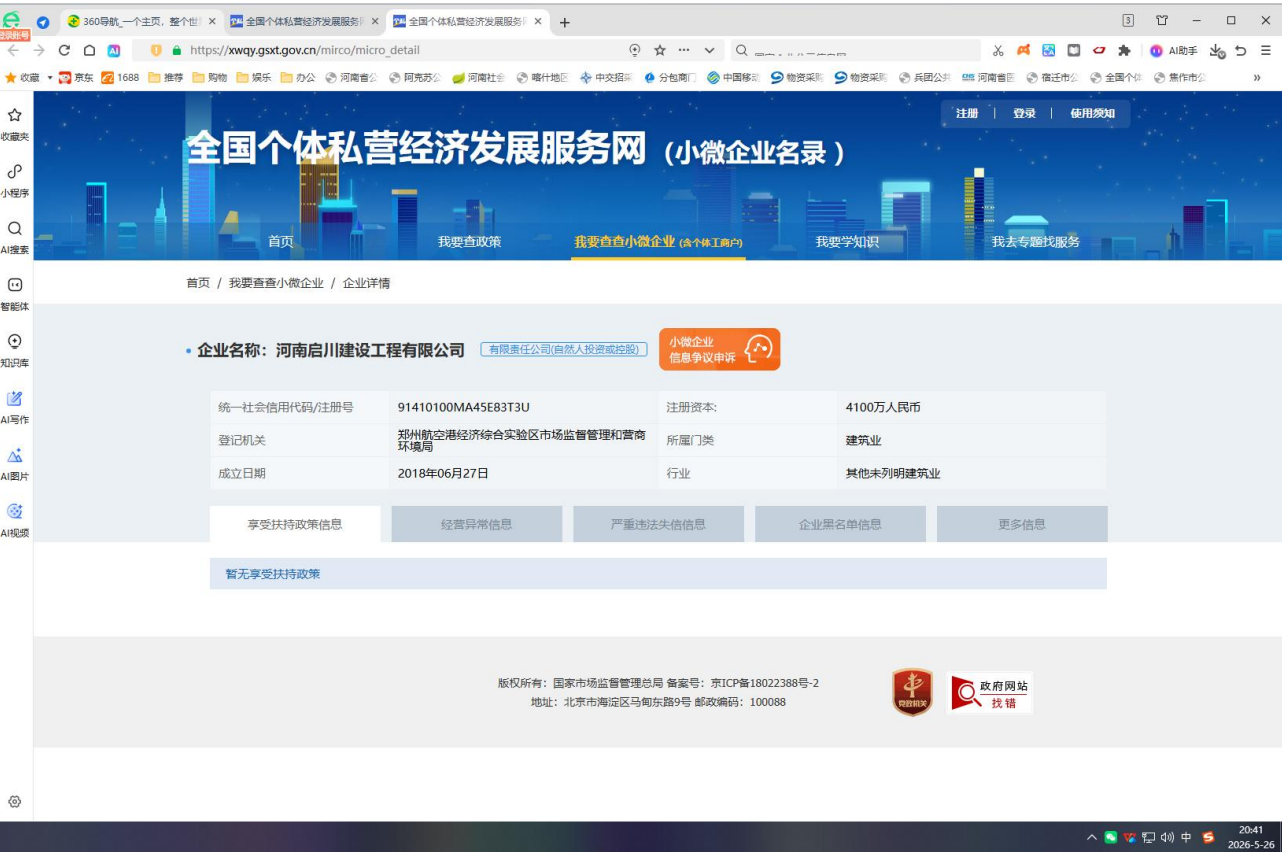 360导航_一个主页，整个世
全国个体私营经济发展服务
全国个体私营经济发展服务
3
登录账号
https://xwqy.gsxt.gov.cn/mirco/micro_detail
AI助手
收藏 京东 1688 推荐 购物 娱乐 办公 河南省公 阿克苏公 河南社会 喀什地区 中交招采 分包商门 中国移动 物资采购 物资采购 兵团公共 河南省医 宿迁市公 全国个体 焦作市公
收藏夹
小程序
AI搜索
智能体
知识库
AI写作
AI图片
AI视频
注册 | 登录 | 使用须知
全国个体私营经济发展服务网 (小微企业名录 )
首页 我要查政策 我要查查小微企业 (含个体工商户) 我要学知识 我去专题找服务
首页 / 我要查查小微企业 / 企业详情
企业名称：河南启川建设工程有限公司 有限责任公司(自然人投资或控股)
小微企业
信息争议申诉
统一社会信用代码/注册号 91410100MA45E83T3U 注册资本: 4100万人民币
登记机关 郑州航空港经济综合实验区市场监督管理和营商环境局 所属门类 建筑业
成立日期 2018年06月27日 行业 其他未列明建筑业
享受扶持政策信息 经营异常信息 严重违法失信信息 企业黑名单信息 更多信息
暂无享受扶持政策
版权所有：国家市场监督管理总局 备案号：京ICP备18022388号-2
地址：北京市海淀区马甸东路9号 邮政编码：100088
党政机关
政府网站
找错
中
20:41
2026-5-26